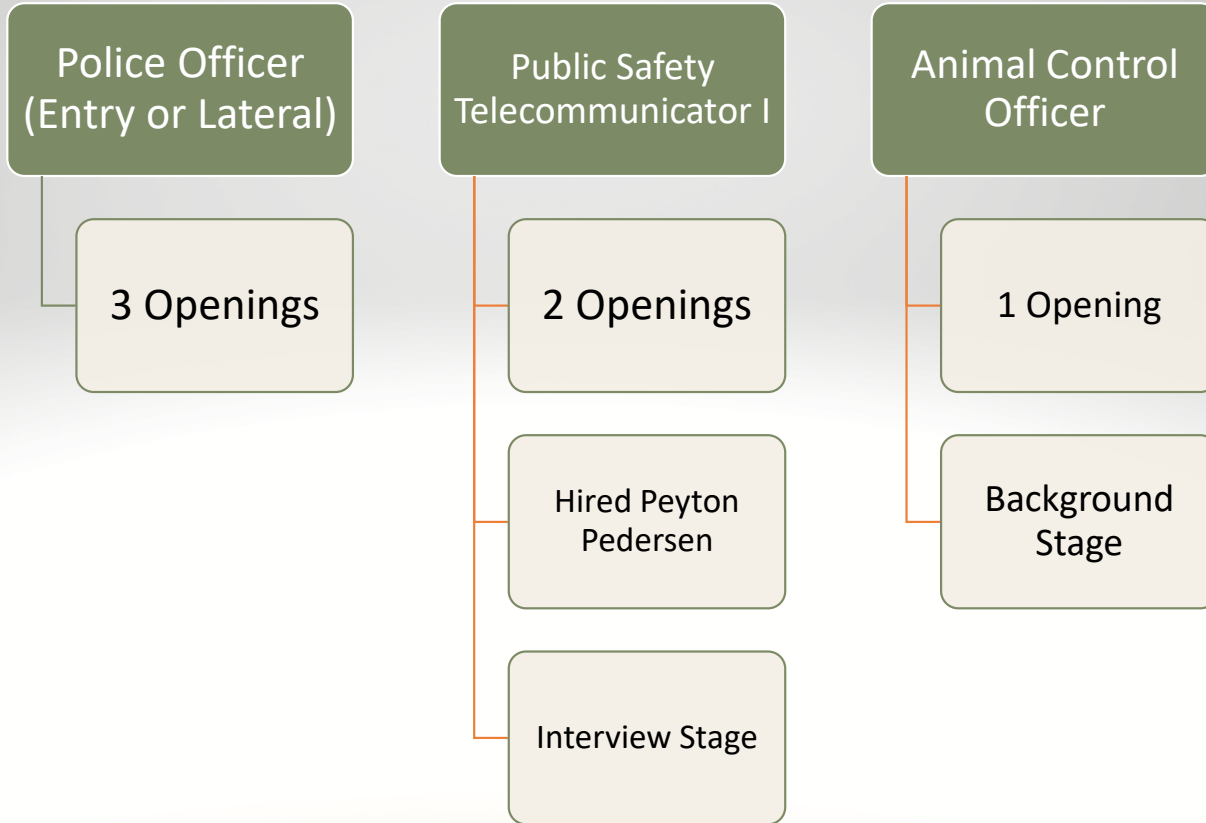 Police Officer
(Entry or Lateral)
3 Openings
Public Safety
Telecommunicator I
2 Openings
Hired Peyton
Pedersen
Interview Stage
Animal Control
Officer
1 Opening
Background
Stage